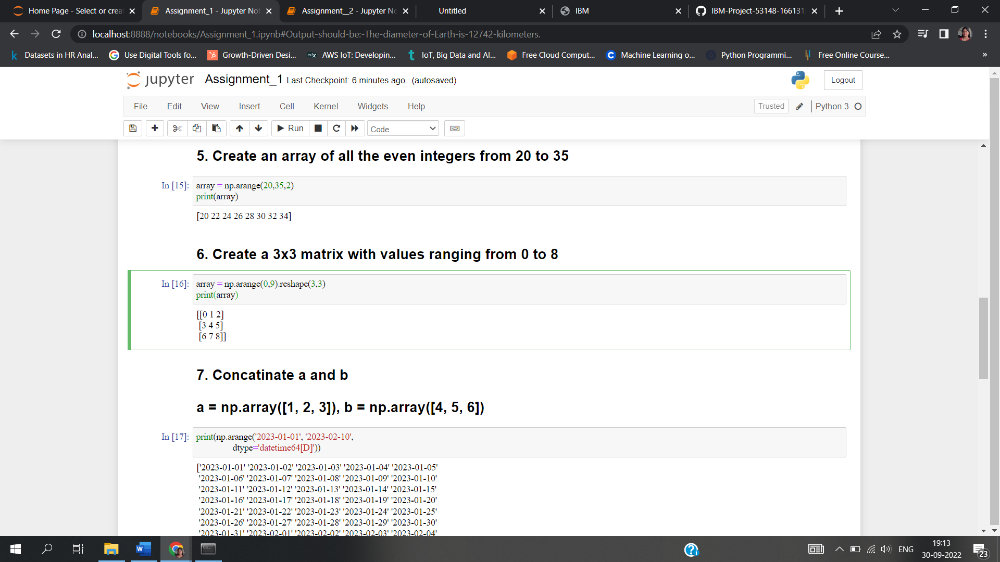 Home Page - Select or crea
Assignment_1 - Jupyter Not
Assignment__2 - Jupyter No
Untitled
IBM
IBM-Project-53148-166131
localhost:8888/notebooks/Assignment_1.ipynb#Output-should-be:-The-diameter-of-Earth-is-12742-kilometers.
Datasets in HR Anal...
Use Digital Tools fo...
Growth-Driven Desi...
edX
AWS IoT: Developin...
IoT, Big Data and AI...
Free Cloud Comput...
Machine Learning o...
Python Programmi...
Free Online Course...
»
jupyter Assignment_1 Last Checkpoint: 6 minutes ago (autosaved)
Logout
File Edit View Insert Cell Kernel Widgets Help
Trusted
Python 3
Run
Code
5. Create an array of all the even integers from 20 to 35
In [15]: array = np.arange(20,35,2)
print(array)
[20 22 24 26 28 30 32 34]
6. Create a 3x3 matrix with values ranging from 0 to 8
In [16]: array = np.arange(0,9).reshape(3,3)
print(array)
[[0 1 2]
[3 4 5]
[6 7 8]]
7. Concatinate a and b
a = np.array([1, 2, 3]), b = np.array([4, 5, 6])
In [17]: print(np.arange('2023-01-01', '2023-02-10',
dtype='datetime64[D]'))
['2023-01-01' '2023-01-02' '2023-01-03' '2023-01-04' '2023-01-05'
'2023-01-06' '2023-01-07' '2023-01-08' '2023-01-09' '2023-01-10'
'2023-01-11' '2023-01-12' '2023-01-13' '2023-01-14' '2023-01-15'
'2023-01-16' '2023-01-17' '2023-01-18' '2023-01-19' '2023-01-20'
'2023-01-21' '2023-01-22' '2023-01-23' '2023-01-24' '2023-01-25'
'2023-01-26' '2023-01-27' '2023-01-28' '2023-01-29' '2023-01-30'
'2023-01-31' '2023-02-01' '2023-02-02' '2023-02-03' '2023-02-04'
ENG
19:13
30-09-2022
23